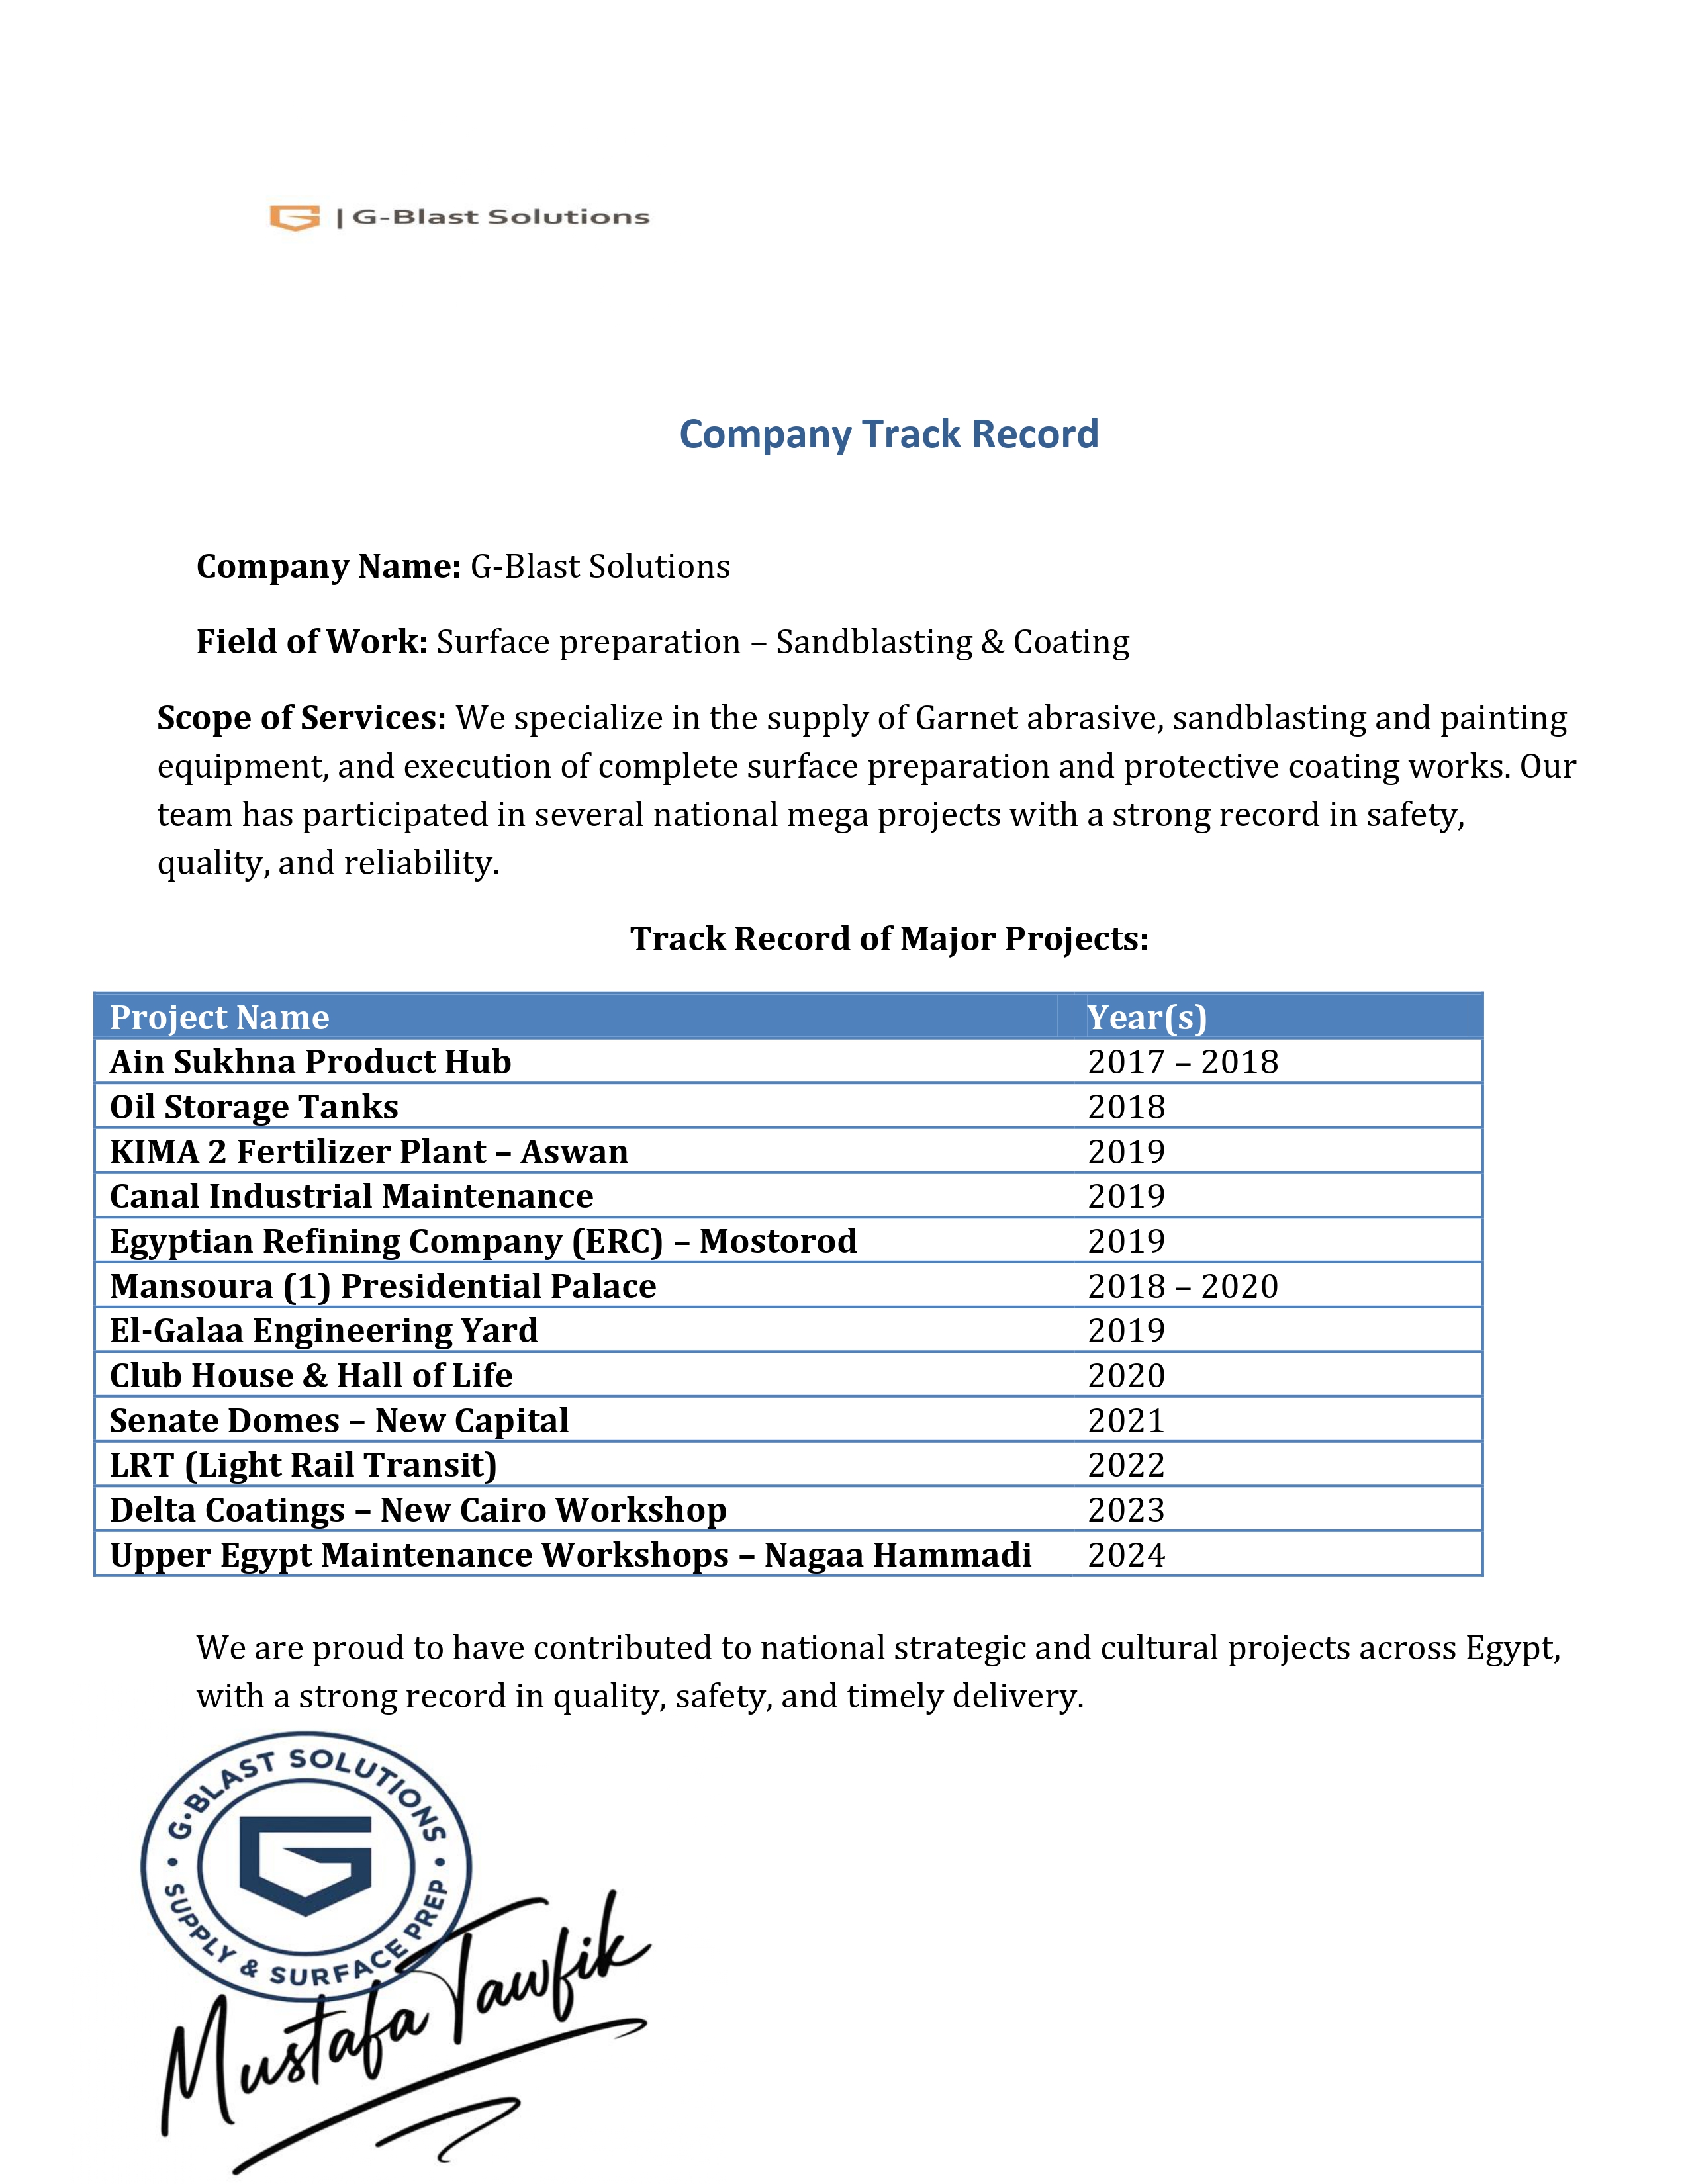 | G-Blast Solutions
Company Track Record
Company Name: G-Blast Solutions
Field of Work: Surface preparation – Sandblasting & Coating
Scope of Services: We specialize in the supply of Garnet abrasive, sandblasting and painting
equipment, and execution of complete surface preparation and protective coating works. Our
team has participated in several national mega projects with a strong record in safety,
quality, and reliability.
Track Record of Major Projects:
Project Name Year(s)
Ain Sukhna Product Hub 2017 – 2018
Oil Storage Tanks 2018
KIMA 2 Fertilizer Plant – Aswan 2019
Canal Industrial Maintenance 2019
Egyptian Refining Company (ERC) – Mostorod 2019
Mansoura (1) Presidential Palace 2018 – 2020
El-Galaa Engineering Yard 2019
Club House & Hall of Life 2020
Senate Domes – New Capital 2021
LRT (Light Rail Transit) 2022
Delta Coatings – New Cairo Workshop 2023
Upper Egypt Maintenance Workshops – Nagaa Hammadi 2024
We are proud to have contributed to national strategic and cultural projects across Egypt,
with a strong record in quality, safety, and timely delivery.
• G·BLAST SOLUTIONS •
SUPPLY & SURFACE PREP
Mustafa Tawfik